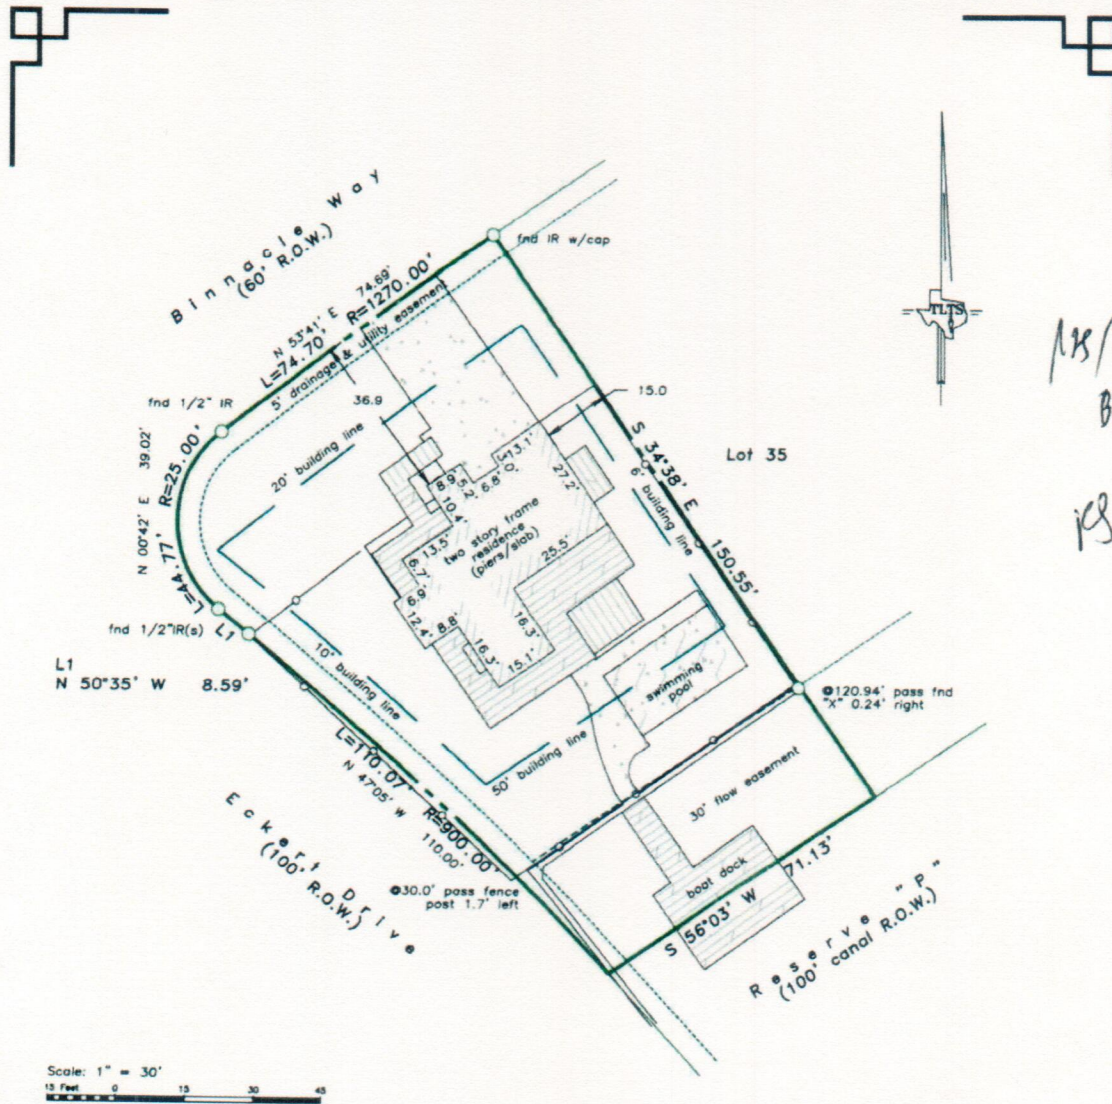 Binnacle Way
(60' R.O.W.)
fnd IR w/cap
N 53°41' E 74.69'
L=74.70' R=1270.00'
5' drainage & utility easement
fnd 1/2" IR
36.9
20' building line
15.0
TLTS
N 00°42' E 39.02'
L=44.77' R=25.00'
S 34°38' E
150.55'
6' building line
Lot 35
13.1'
8.9'
5.2'
6.8'
27.2'
10.4'
two story frame
residence
(piers/slab)
13.5'
6.7'
6.9'
12.4'
8.8'
25.5'
16.3'
16.3'
15.1'
fnd 1/2"IR(s)
L1
L1
N 50°35' W 8.59'
10' building line
swimming
pool
@120.94' pass fnd
"X" 0.24' right
50' building line
L=110.07' R=900.00'
N 47°05' W 110.00'
30' flow easement
Eckert Drive
(100' R.O.W.)
@30.0' pass fence
post 1.7' left
boat dock
S 56°03' W 71.13'
Reserve "P"
(100' canal R.O.W.)
Scale: 1" = 30'
15 Feet 0 15 30 45